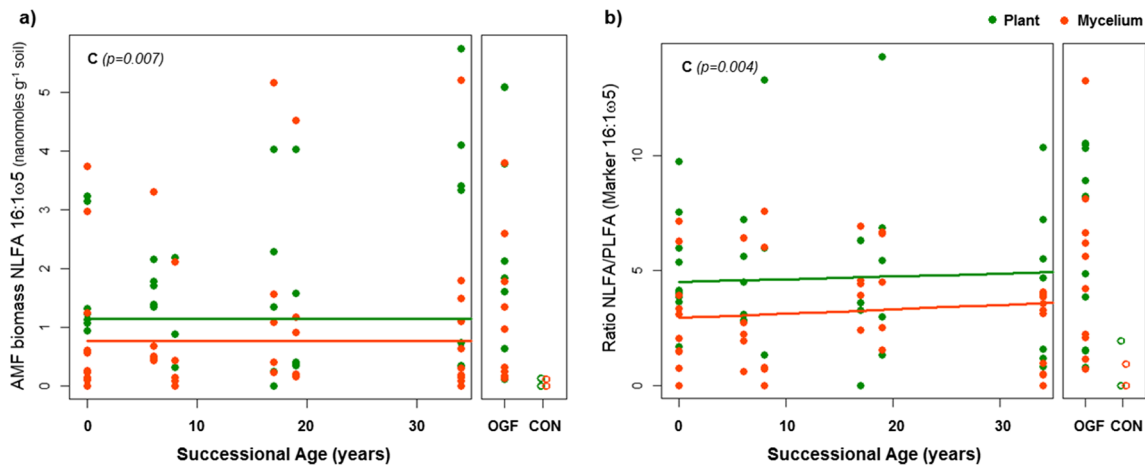 a)
b)
Plant
Mycelium
C (p=0.007)
AMF biomass NLFA 16:1ω5 (nanomoles g⁻¹ soil)
5
4
3
2
1
0
0
10
20
30
OGF
CON
Successional Age (years)
C (p=0.004)
Ratio NLFA/PLFA (Marker 16:1ω5)
10
5
0
0
10
20
30
OGF
CON
Successional Age (years)